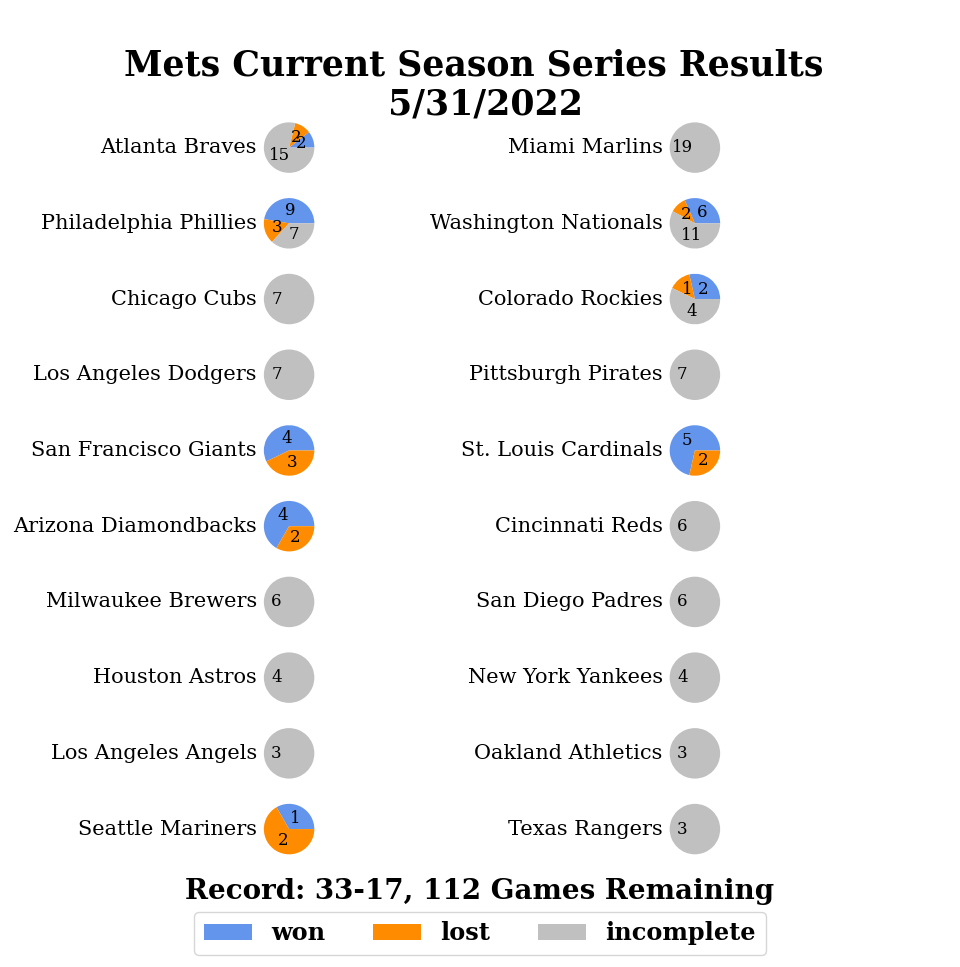 Mets Current Season Series Results
5/31/2022
Atlanta Braves 2 2 15 Miami Marlins 19
Philadelphia Phillies 9 3 7 Washington Nationals 6 2 11
Chicago Cubs 7 Colorado Rockies 2 1 4
Los Angeles Dodgers 7 Pittsburgh Pirates 7
San Francisco Giants 4 3 St. Louis Cardinals 5 2
Arizona Diamondbacks 4 2 Cincinnati Reds 6
Milwaukee Brewers 6 San Diego Padres 6
Houston Astros 4 New York Yankees 4
Los Angeles Angels 3 Oakland Athletics 3
Seattle Mariners 1 2 Texas Rangers 3
Record: 33-17, 112 Games Remaining
won lost incomplete